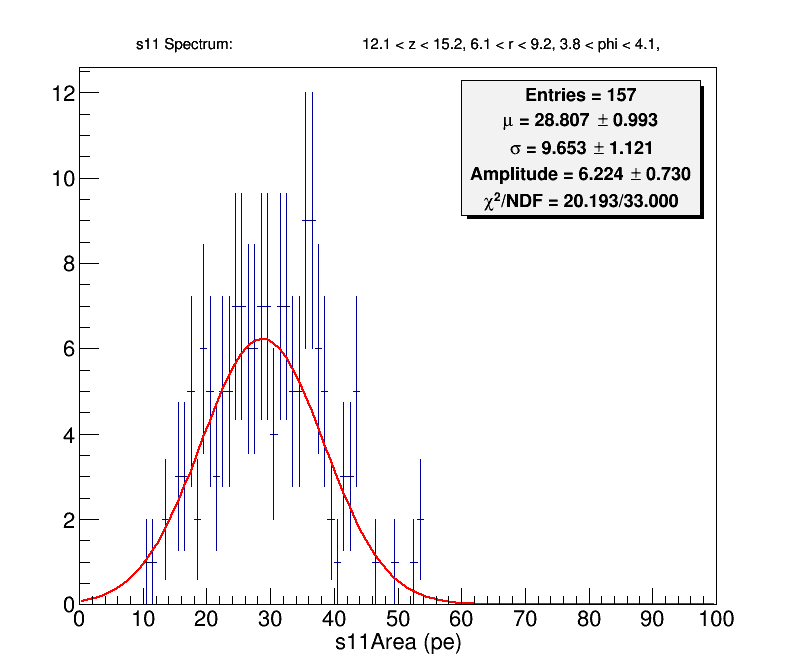 s11 Spectrum: 12.1 < z < 15.2, 6.1 < r < 9.2, 3.8 < phi < 4.1,
Entries = 157
μ = 28.807 ± 0.993
σ = 9.653 ± 1.121
Amplitude = 6.224 ± 0.730
χ²/NDF = 20.193/33.000
12
10
8
6
4
2
0
0 10 20 30 40 50 60 70 80 90 100
s11Area (pe)